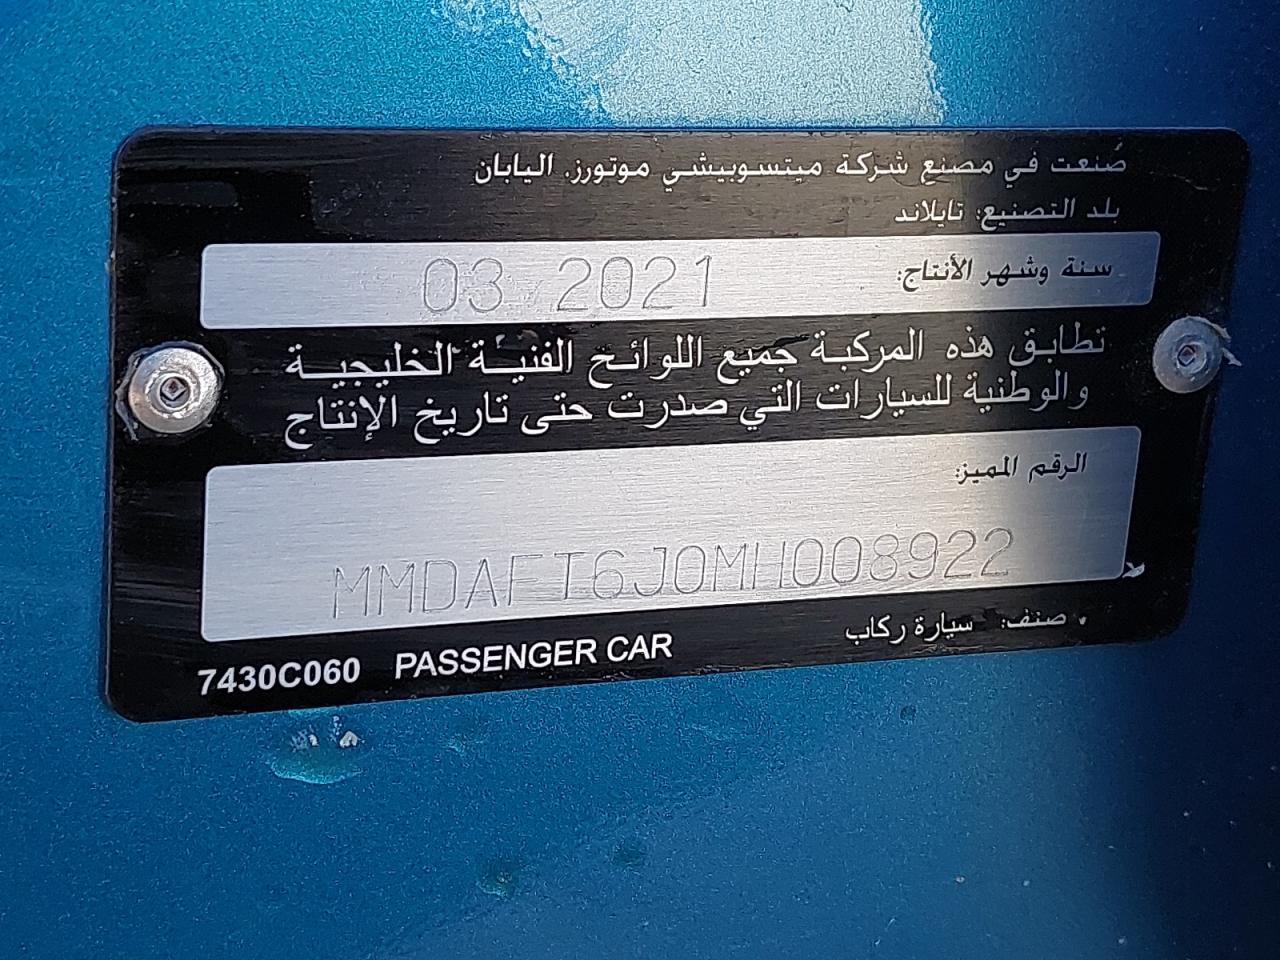 صُنعت في مصنع شركة ميتسوبيشي موتورز. اليابان
بلد التصنيع: تايلاند
سنة وشهر الأنتاج: 03 2021
تطابق هذه المركبة جميع اللوائح الفنية الخليجية
والوطنية للسيارات التي صدرت حتى تاريخ الإنتاج
الرقم المميز:
MMDAFT6J0MH008922
صنف: سيارة ركاب
7430C060 PASSENGER CAR